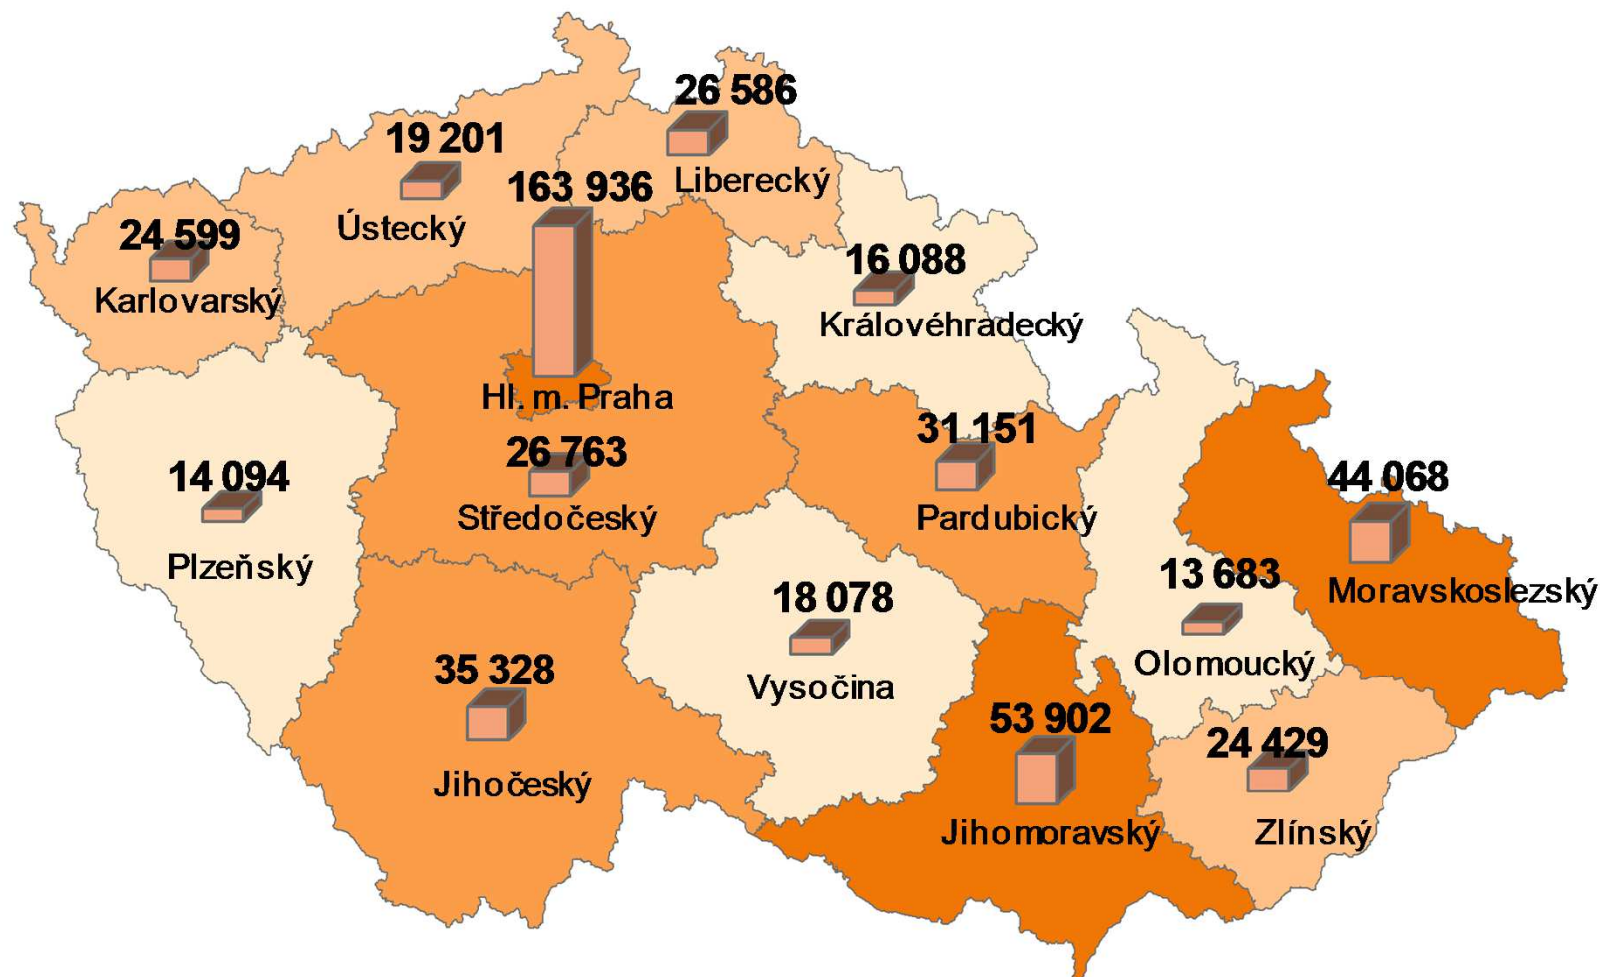 26 586
Liberecký
19 201
Ústecký
163 936
Hl. m. Praha
24 599
Karlovarský
16 088
Královéhradecký
31 151
Pardubický
26 763
Středočeský
14 094
Plzeňský
44 068
Moravskoslezský
13 683
Olomoucký
18 078
Vysočina
35 328
Jihočeský
53 902
Jihomoravský
24 429
Zlínský